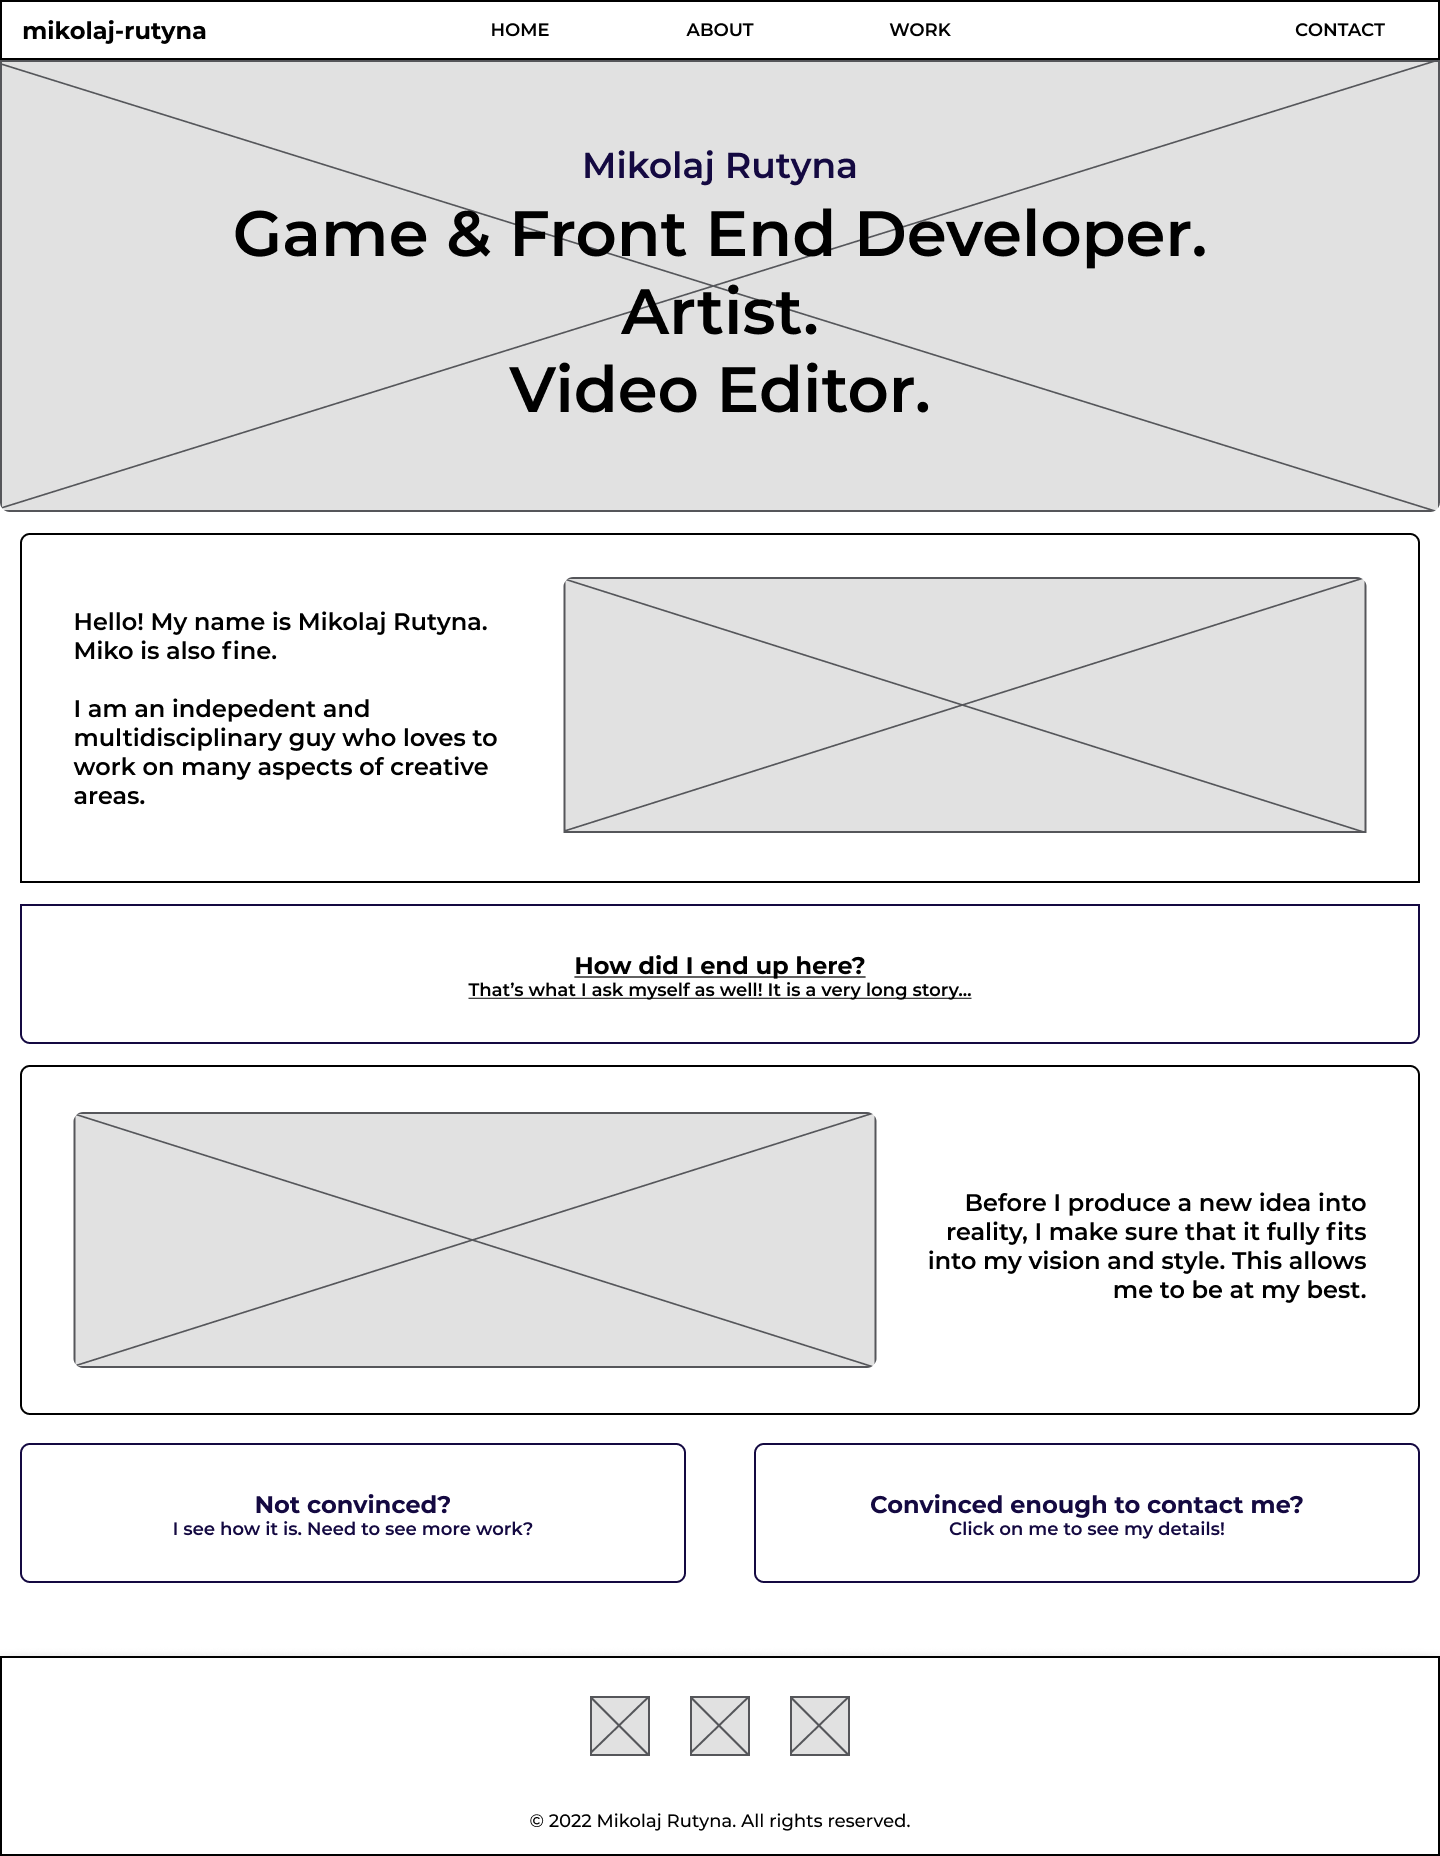 mikolaj-rutyna
HOME
ABOUT
WORK
CONTACT
Mikolaj Rutyna
Game & Front End Developer.
Artist.
Video Editor.
Hello! My name is Mikolaj Rutyna.
Miko is also fine.
I am an indepedent and
multidisciplinary guy who loves to
work on many aspects of creative
areas.
How did I end up here?
That’s what I ask myself as well! It is a very long story...
Before I produce a new idea into
reality, I make sure that it fully fits
into my vision and style. This allows
me to be at my best.
Not convinced?
I see how it is. Need to see more work?
Convinced enough to contact me?
Click on me to see my details!
© 2022 Mikolaj Rutyna. All rights reserved.